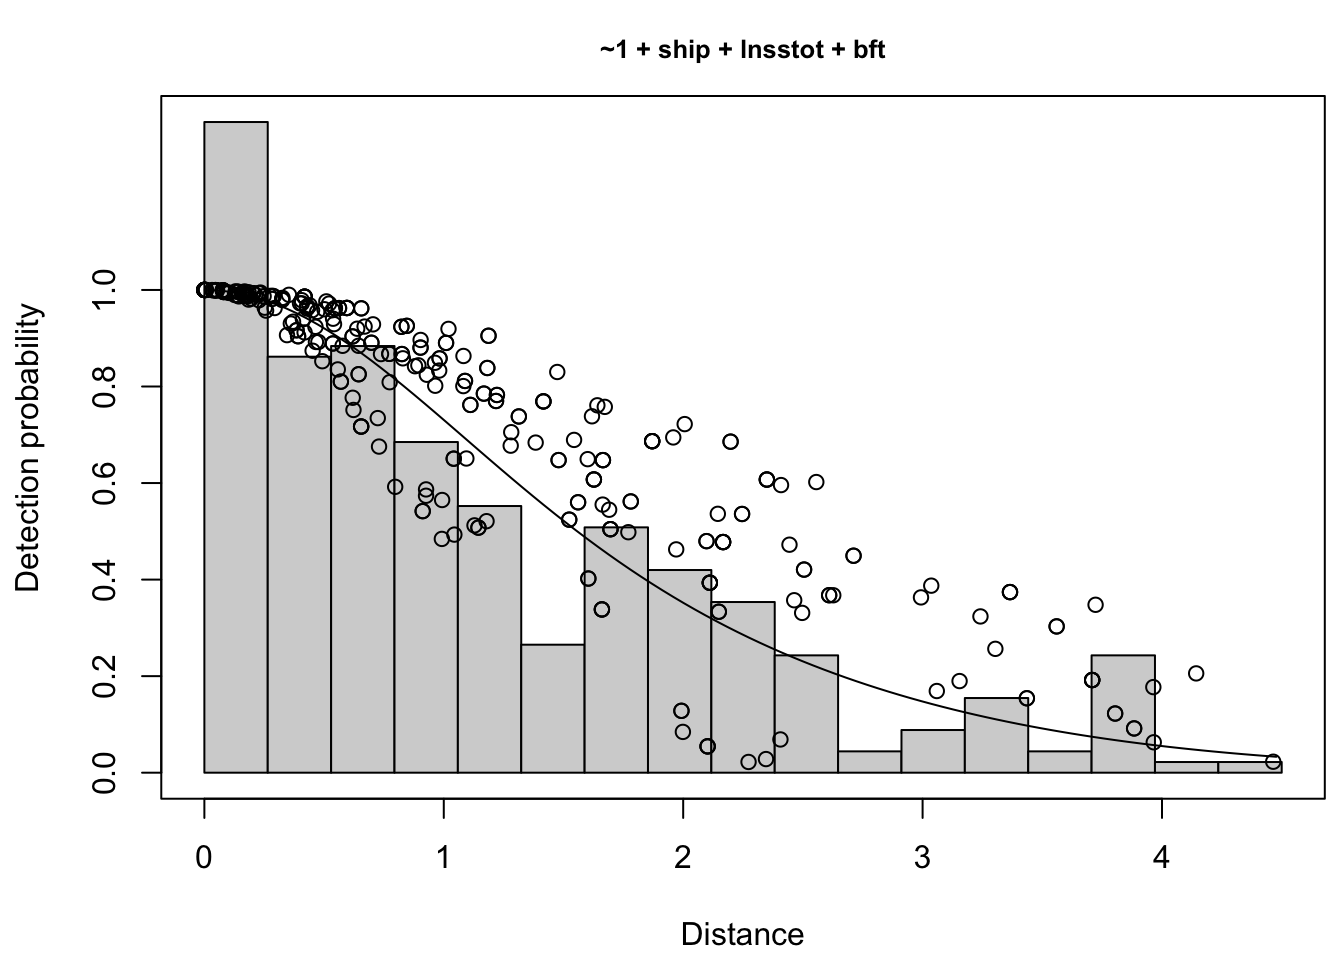 ~1 + ship + lnsstot + bft
Detection probability
1.0
0.8
0.6
0.4
0.2
0.0
0 1 2 3 4
Distance